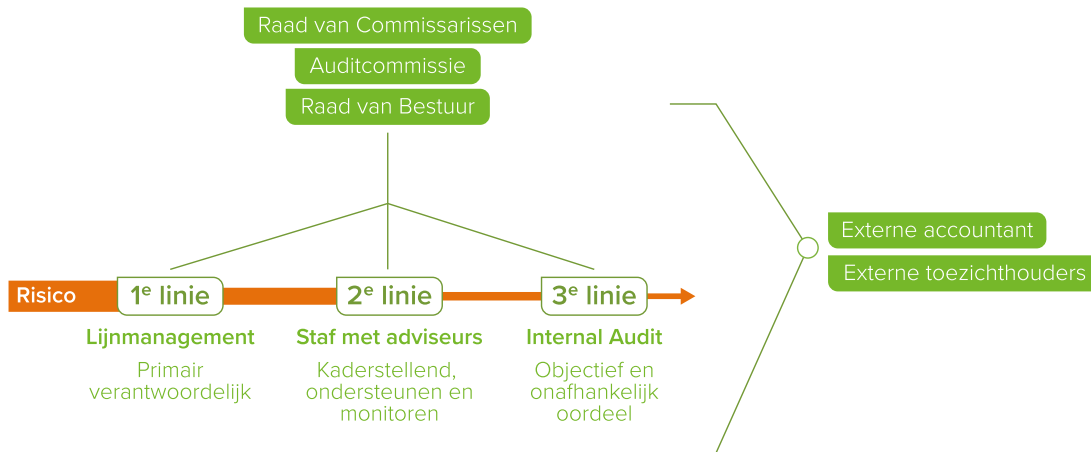 Raad van Commissarissen
Auditcommissie
Raad van Bestuur
Externe accountant
Externe toezichthouders
Risico
1e linie
2e linie
3e linie
Lijnmanagement
Primair
verantwoordelijk
Staf met adviseurs
Kaderstellend,
ondersteunen en
monitoren
Internal Audit
Objectief en
onafhankelijk
oordeel